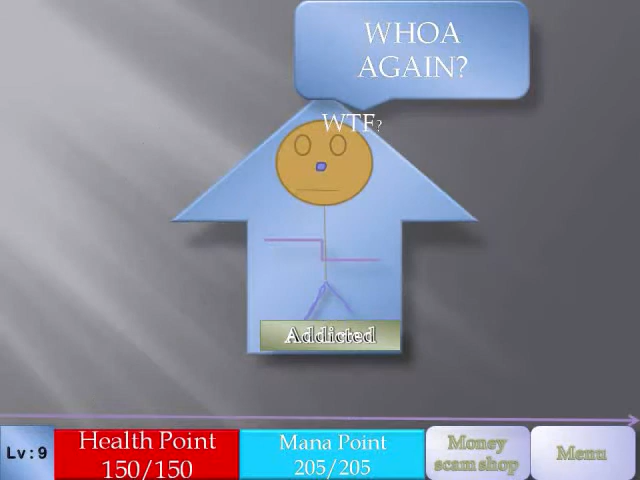 WHOA
AGAIN?
WTF?
Addicted
Lv: 9
Health Point
150/150
Mana Point
205/205
Money
scam shop
Menu